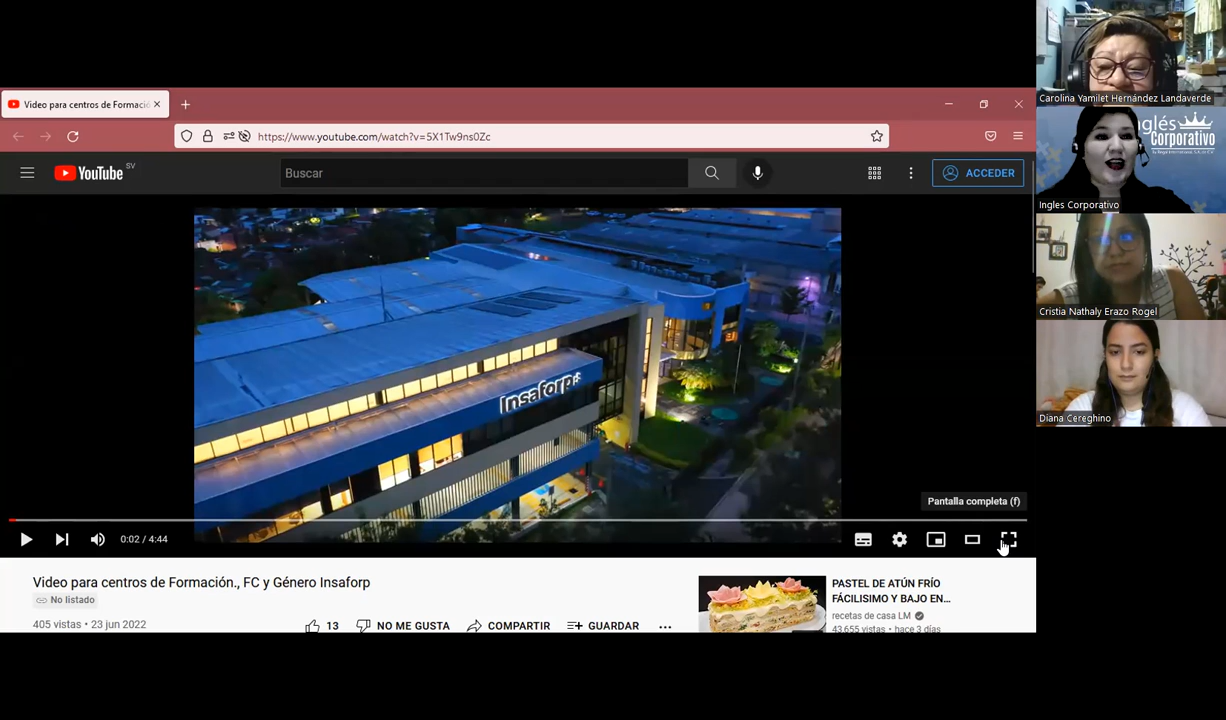 Video para centros de Formació
https://www.youtube.com/watch?v=5X1Tw9ns0Zc
YouTube SV
Buscar
ACCEDER
Insaforp
Pantalla completa (f)
0:02 / 4:44
Video para centros de Formación., FC y Género Insaforp
No listado
405 vistas • 23 jun 2022
13
NO ME GUSTA
COMPARTIR
GUARDAR
PASTEL DE ATÚN FRÍO
FÁCILISIMO Y BAJO EN...
recetas de casa LM
43,655 vistas • hace 3 días
Carolina Yamilet Hernández Landaverde
nglés
Corporativo
Ingles Corporativo
Cristia Nathaly Erazo Rogel
Diana Cereghino